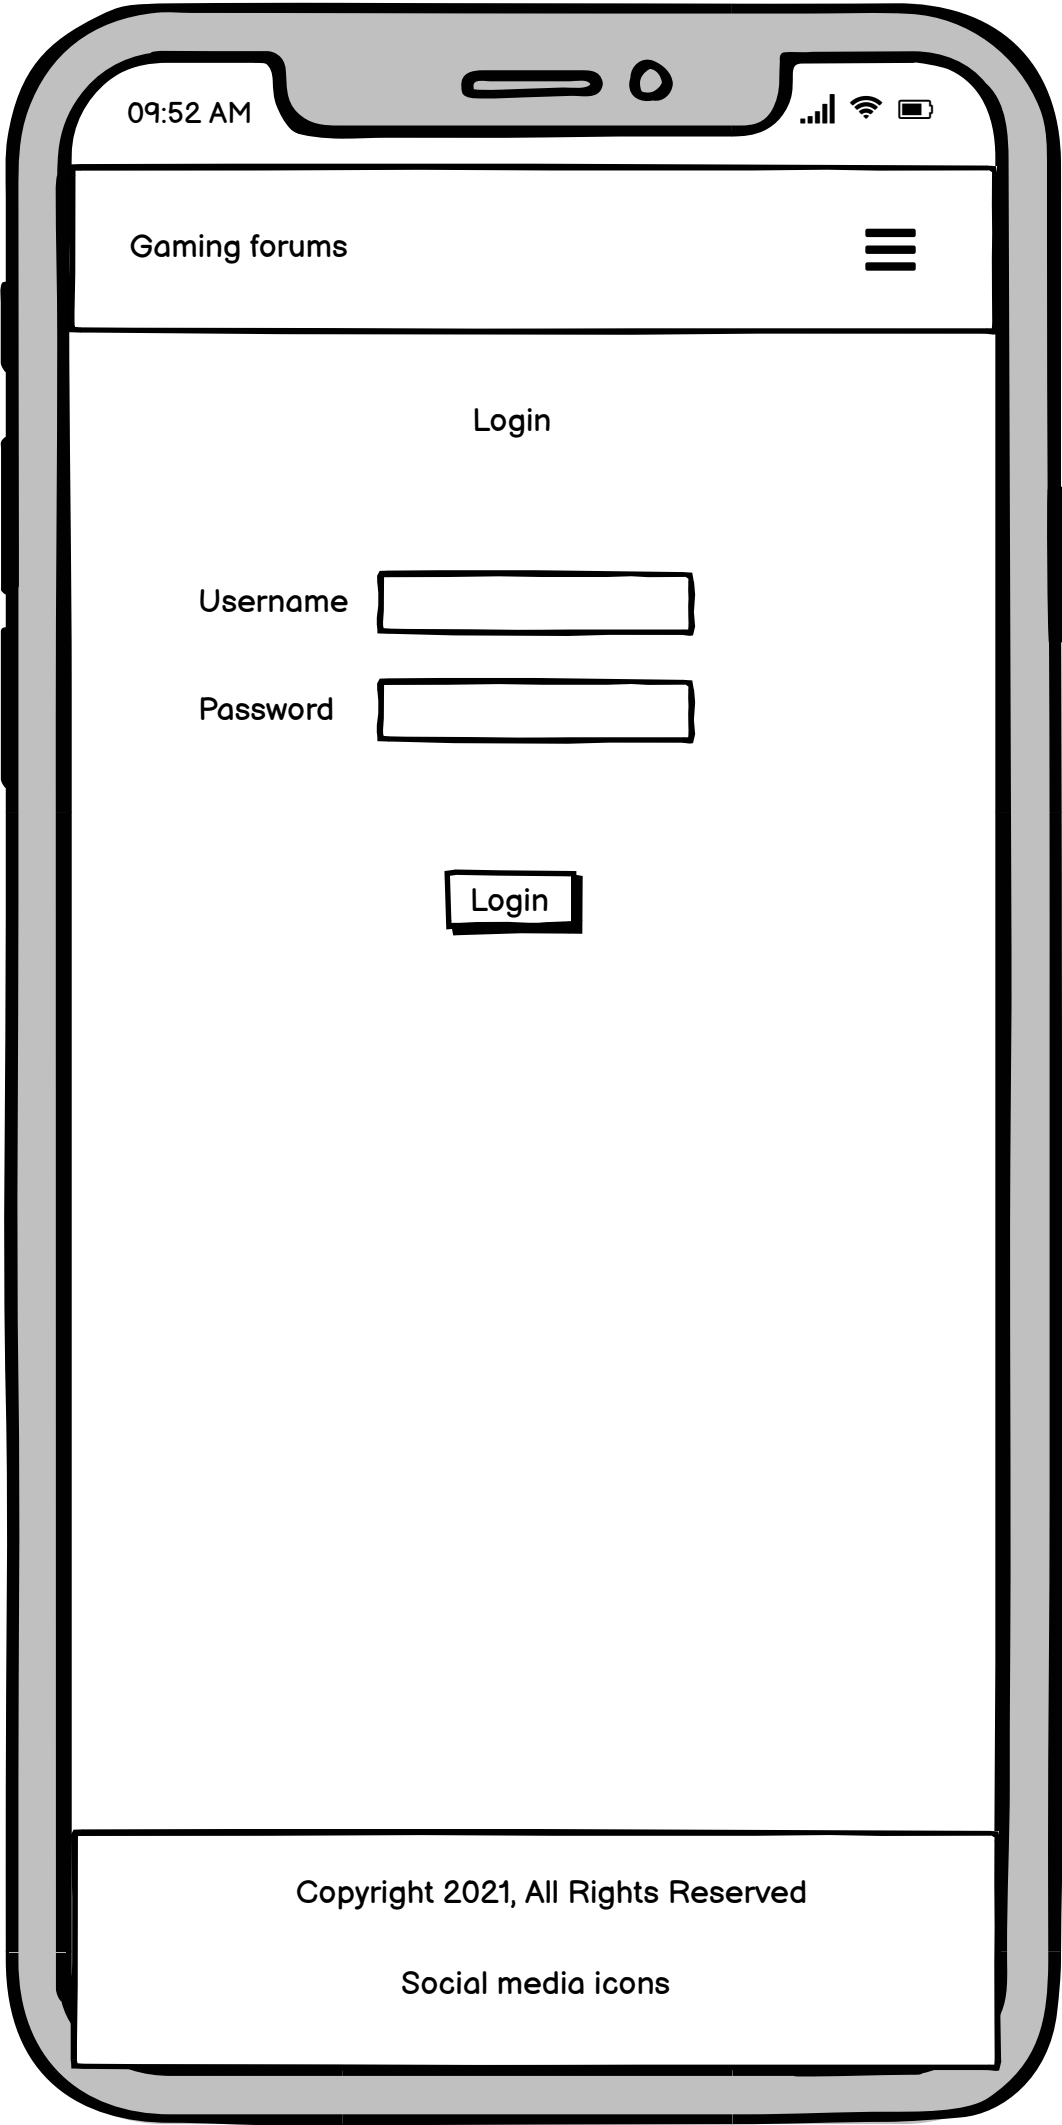 09:52 AM
Gaming forums
Login
Username
Password
Login
Copyright 2021, All Rights Reserved
Social media icons